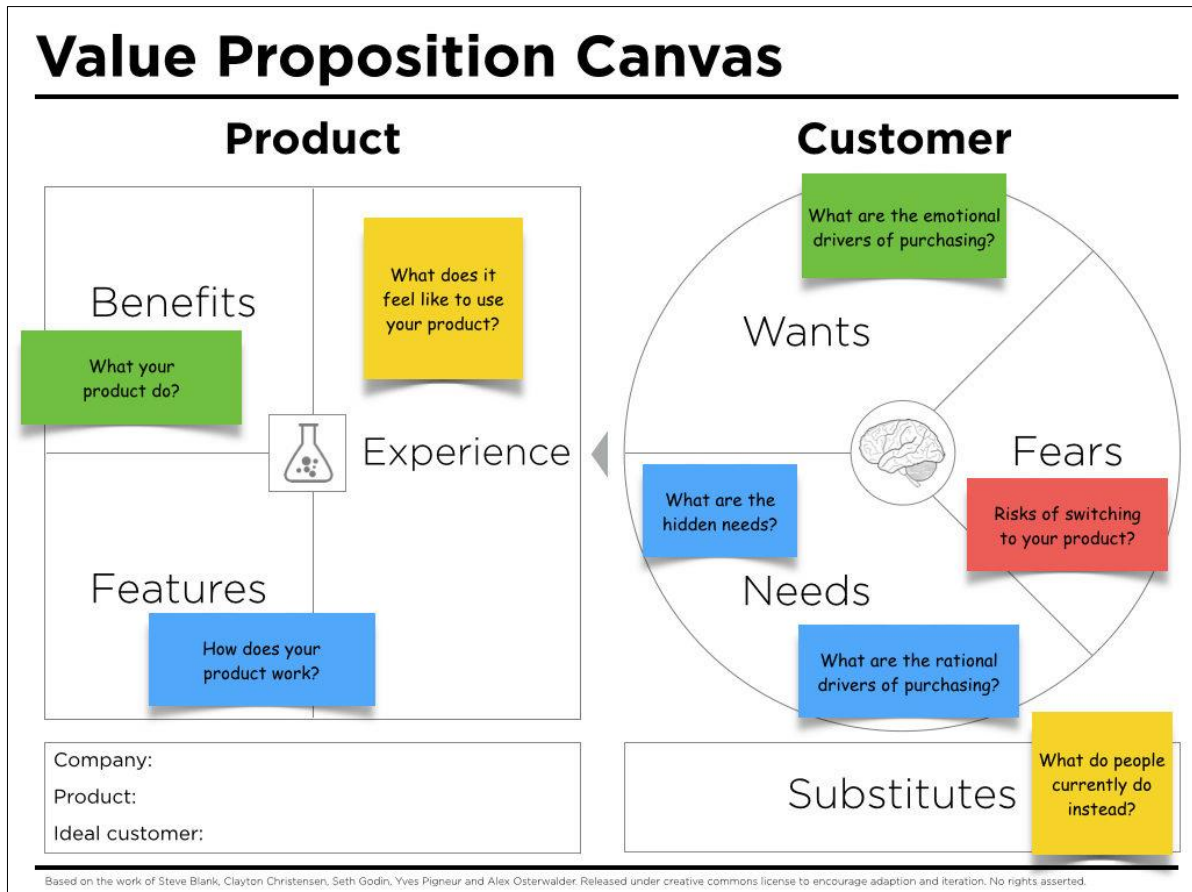 Value Proposition Canvas
Product
Benefits
What your
product do?
What does it
feel like to use
your product?
Experience
Features
How does your
product work?
Company:
Product:
Ideal customer:
Customer
What are the emotional
drivers of purchasing?
Wants
Fears
Risks of switching
to your product?
What are the
hidden needs?
Needs
What are the rational
drivers of purchasing?
Substitutes
What do people
currently do
instead?
Based on the work of Steve Blank, Clayton Christensen, Seth Godin, Yves Pigneur and Alex Osterwalder. Released under creative commons license to encourage adaption and iteration. No rights asserted.